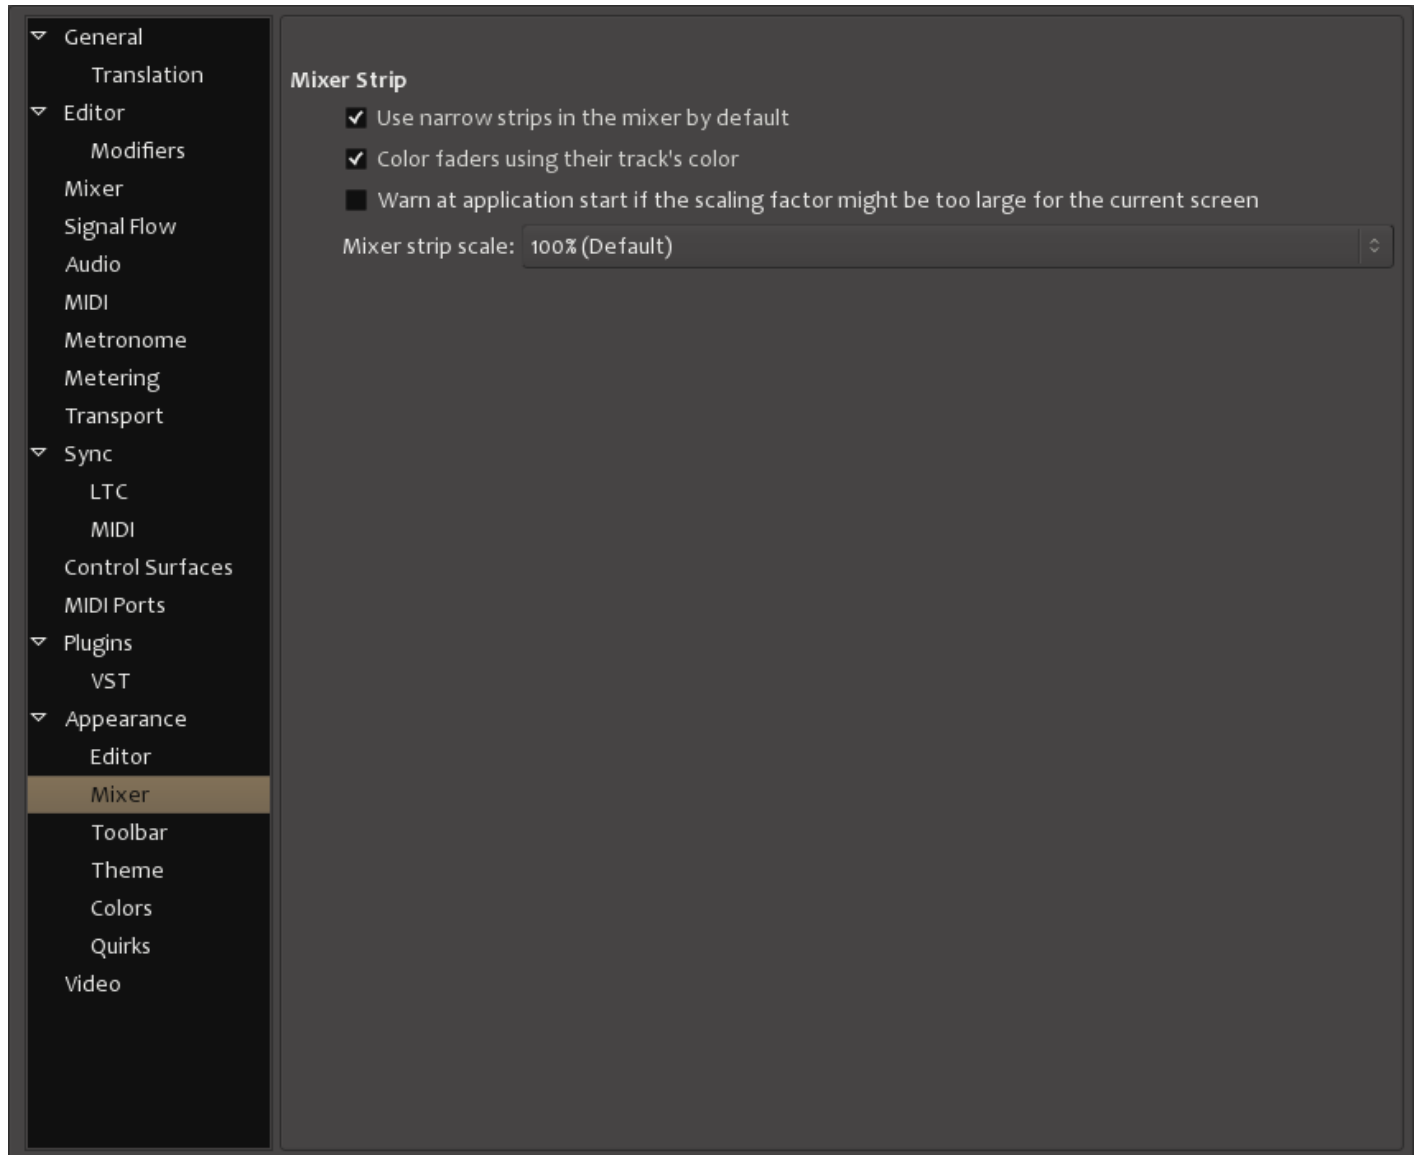 General
Translation
Editor
Modifiers
Mixer
Signal Flow
Audio
MIDI
Metronome
Metering
Transport
Sync
LTC
MIDI
Control Surfaces
MIDI Ports
Plugins
VST
Appearance
Editor
Mixer
Toolbar
Theme
Colors
Quirks
Video
Mixer Strip
Use narrow strips in the mixer by default
Color faders using their track's color
Warn at application start if the scaling factor might be too large for the current screen
Mixer strip scale: 100% (Default)